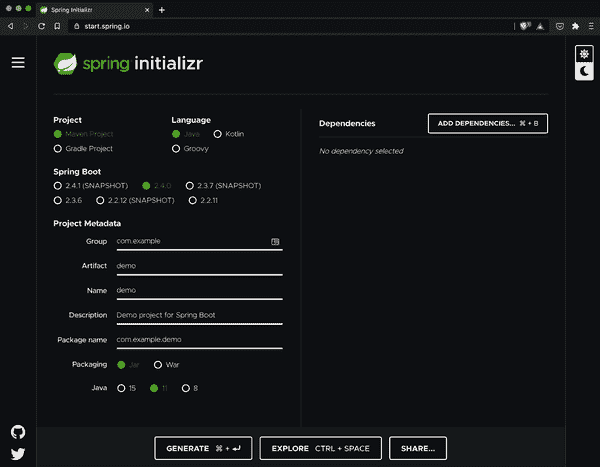 Spring Initializr
start.spring.io
spring initializr
Project
Language
Maven Project
Java
Kotlin
Gradle Project
Groovy
Spring Boot
2.4.1 (SNAPSHOT)
2.4.0
2.3.7 (SNAPSHOT)
2.3.6
2.2.12 (SNAPSHOT)
2.2.11
Project Metadata
Group com.example
Artifact demo
Name demo
Description Demo project for Spring Boot
Package name com.example.demo
Packaging Jar War
Java 15 11 8
Dependencies
ADD DEPENDENCIES... ⌘ + B
No dependency selected
GENERATE ⌘ + ↵
EXPLORE CTRL + SPACE
SHARE...